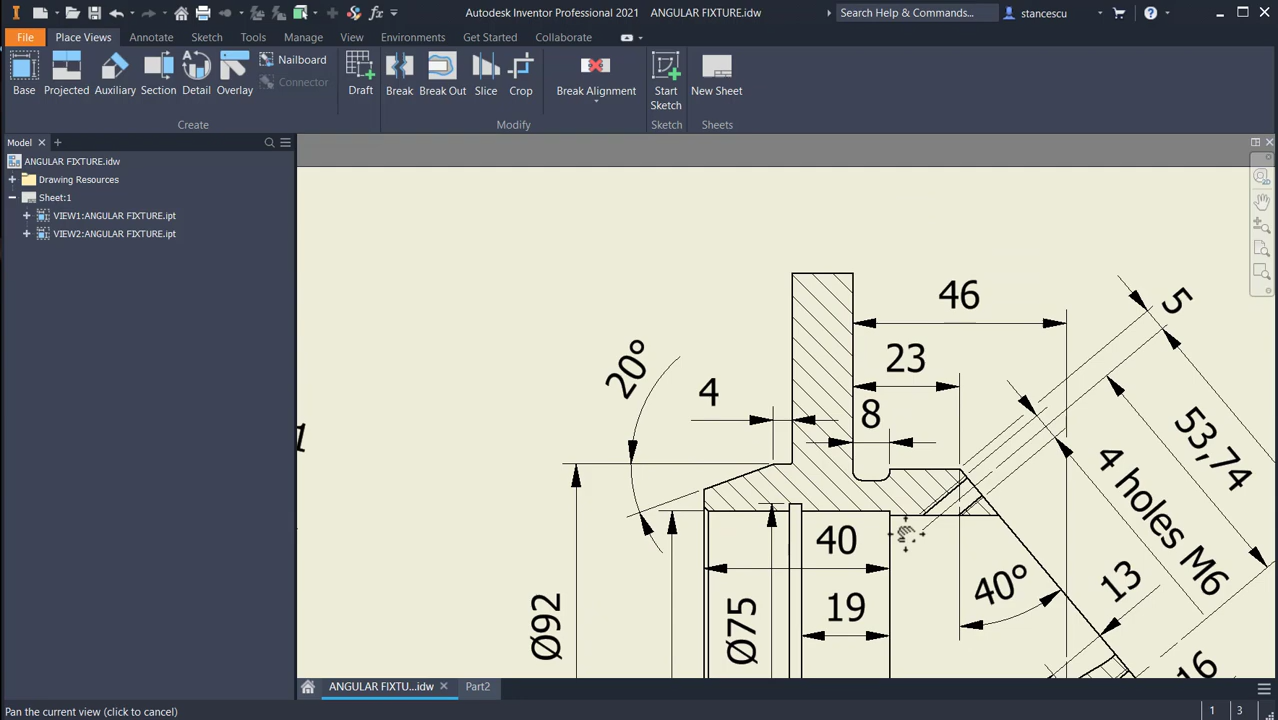 Autodesk Inventor Professional 2021 ANGULAR FIXTURE.idw
Search Help & Commands...
stancescu
fx
File Place Views Annotate Sketch Tools Manage View Environments Get Started Collaborate
Base
Projected
Auxiliary
Section
Detail
Overlay
Nailboard
Connector
Draft
Break
Break Out
Slice
Crop
Break Alignment
Start
Sketch
New Sheet
Create
Modify
Sketch
Sheets
Model
ANGULAR FIXTURE.idw
Drawing Resources
Sheet:1
VIEW1:ANGULAR FIXTURE.ipt
VIEW2:ANGULAR FIXTURE.ipt
46
5
23
20°
4
8
53,74
4 holes M6
40
40°
13
19
Ø92
Ø75
16
ANGULAR FIXTU...idw
Part2
Pan the current view (click to cancel)
1 3